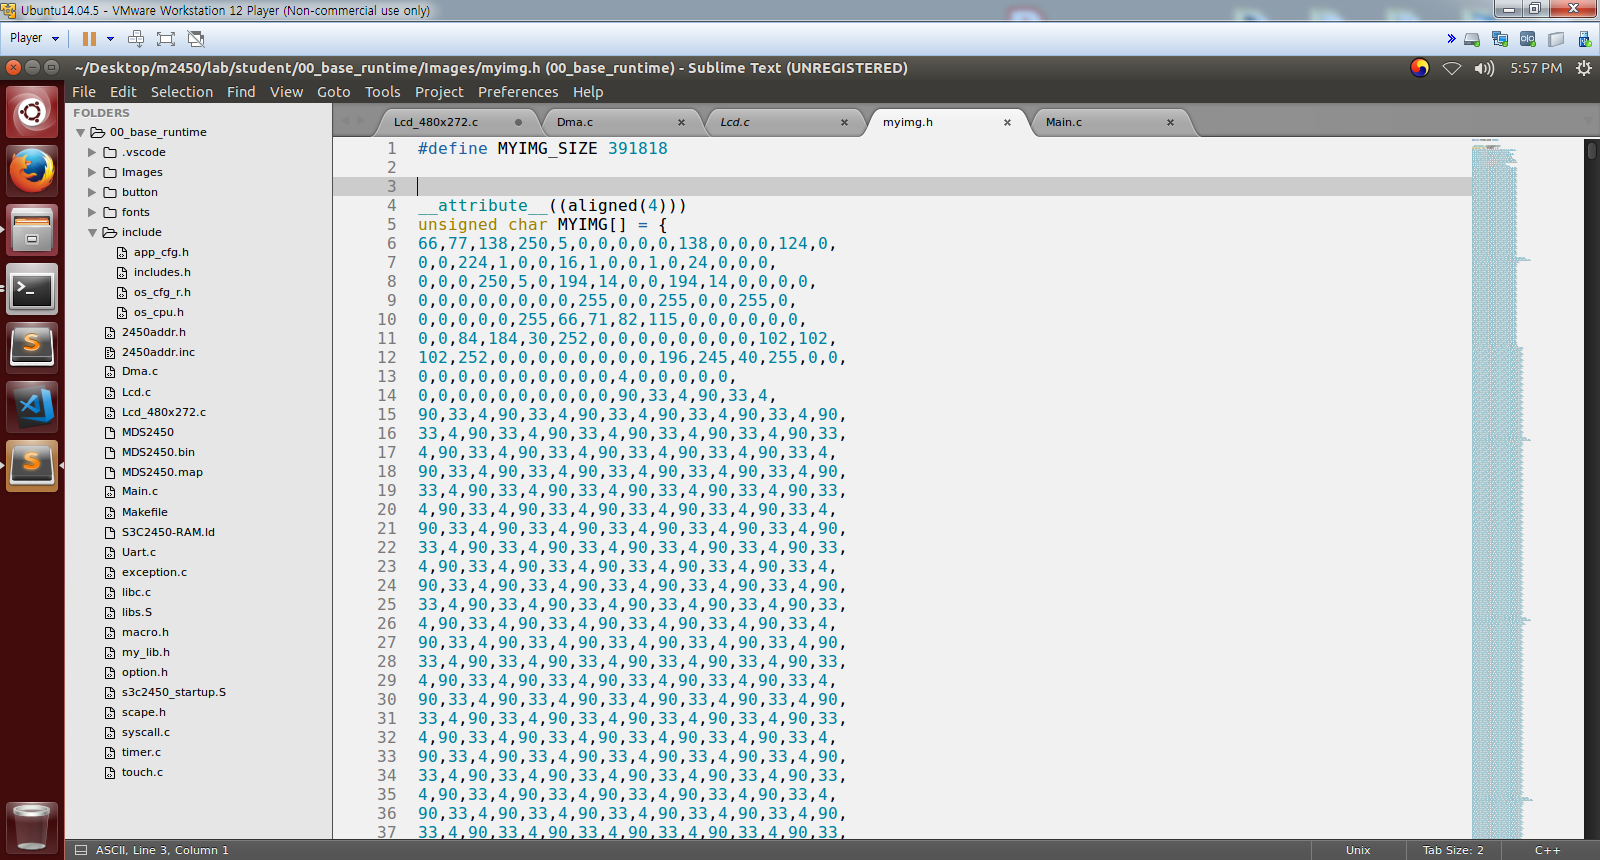 Ubuntu14.04.5 - VMware Workstation 12 Player (Non-commercial use only)
Player
~/Desktop/m2450/lab/student/00_base_runtime/Images/myimg.h (00_base_runtime) - Sublime Text (UNREGISTERED)
5:57 PM
File Edit Selection Find View Goto Tools Project Preferences Help
FOLDERS
00_base_runtime
.vscode
Images
button
fonts
include
app_cfg.h
includes.h
os_cfg_r.h
os_cpu.h
2450addr.h
2450addr.inc
Dma.c
Lcd.c
Lcd_480x272.c
MDS2450
MDS2450.bin
MDS2450.map
Main.c
Makefile
S3C2450-RAM.ld
Uart.c
exception.c
libc.c
libs.S
macro.h
my_lib.h
option.h
s3c2450_startup.S
scape.h
syscall.c
timer.c
touch.c
Lcd_480x272.c Dma.c Lcd.c myimg.h Main.c
1 #define MYIMG_SIZE 391818
2
3
4 __attribute__((aligned(4)))
5 unsigned char MYIMG[] = {
6 66,77,138,250,5,0,0,0,0,0,138,0,0,0,124,0,
7 0,0,224,1,0,0,16,1,0,0,1,0,24,0,0,0,
8 0,0,0,250,5,0,194,14,0,0,194,14,0,0,0,0,
9 0,0,0,0,0,0,0,0,255,0,0,255,0,0,255,0,
10 0,0,0,0,0,255,66,71,82,115,0,0,0,0,0,0,
11 0,0,84,184,30,252,0,0,0,0,0,0,0,0,102,102,
12 102,252,0,0,0,0,0,0,0,0,196,245,40,255,0,0,
13 0,0,0,0,0,0,0,0,0,0,4,0,0,0,0,0,
14 0,0,0,0,0,0,0,0,0,0,90,33,4,90,33,4,
15 90,33,4,90,33,4,90,33,4,90,33,4,90,33,4,90,
16 33,4,90,33,4,90,33,4,90,33,4,90,33,4,90,33,
17 4,90,33,4,90,33,4,90,33,4,90,33,4,90,33,4,
18 90,33,4,90,33,4,90,33,4,90,33,4,90,33,4,90,
19 33,4,90,33,4,90,33,4,90,33,4,90,33,4,90,33,
20 4,90,33,4,90,33,4,90,33,4,90,33,4,90,33,4,
21 90,33,4,90,33,4,90,33,4,90,33,4,90,33,4,90,
22 33,4,90,33,4,90,33,4,90,33,4,90,33,4,90,33,
23 4,90,33,4,90,33,4,90,33,4,90,33,4,90,33,4,
24 90,33,4,90,33,4,90,33,4,90,33,4,90,33,4,90,
25 33,4,90,33,4,90,33,4,90,33,4,90,33,4,90,33,
26 4,90,33,4,90,33,4,90,33,4,90,33,4,90,33,4,
27 90,33,4,90,33,4,90,33,4,90,33,4,90,33,4,90,
28 33,4,90,33,4,90,33,4,90,33,4,90,33,4,90,33,
29 4,90,33,4,90,33,4,90,33,4,90,33,4,90,33,4,
30 90,33,4,90,33,4,90,33,4,90,33,4,90,33,4,90,
31 33,4,90,33,4,90,33,4,90,33,4,90,33,4,90,33,
32 4,90,33,4,90,33,4,90,33,4,90,33,4,90,33,4,
33 90,33,4,90,33,4,90,33,4,90,33,4,90,33,4,90,
34 33,4,90,33,4,90,33,4,90,33,4,90,33,4,90,33,
35 4,90,33,4,90,33,4,90,33,4,90,33,4,90,33,4,
36 90,33,4,90,33,4,90,33,4,90,33,4,90,33,4,90,
37 33,4,90,33,4,90,33,4,90,33,4,90,33,4,90,33,
ASCII, Line 3, Column 1 Unix Tab Size: 2 C++